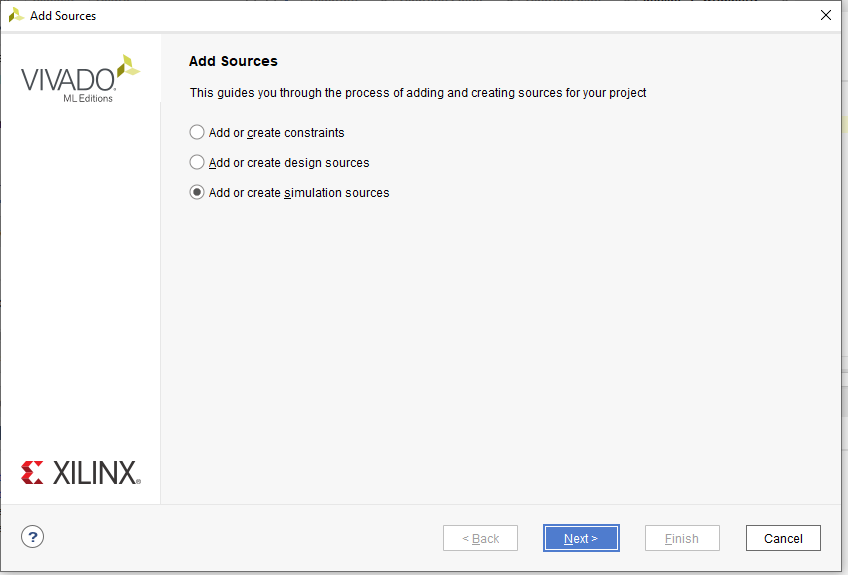 Add Sources
VIVADO
ML Editions
Add Sources
This guides you through the process of adding and creating sources for your project
Add or create constraints
Add or create design sources
Add or create simulation sources
XILINX®
?
< Back
Next >
Finish
Cancel